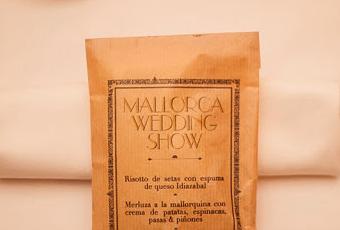 MALLORCA
WEDDING
SHOW
Risotto de setas con espuma
de queso Idiazabal
Merluza a la mallorquina con
crema de patatas, espinacas,
pasas & piñones